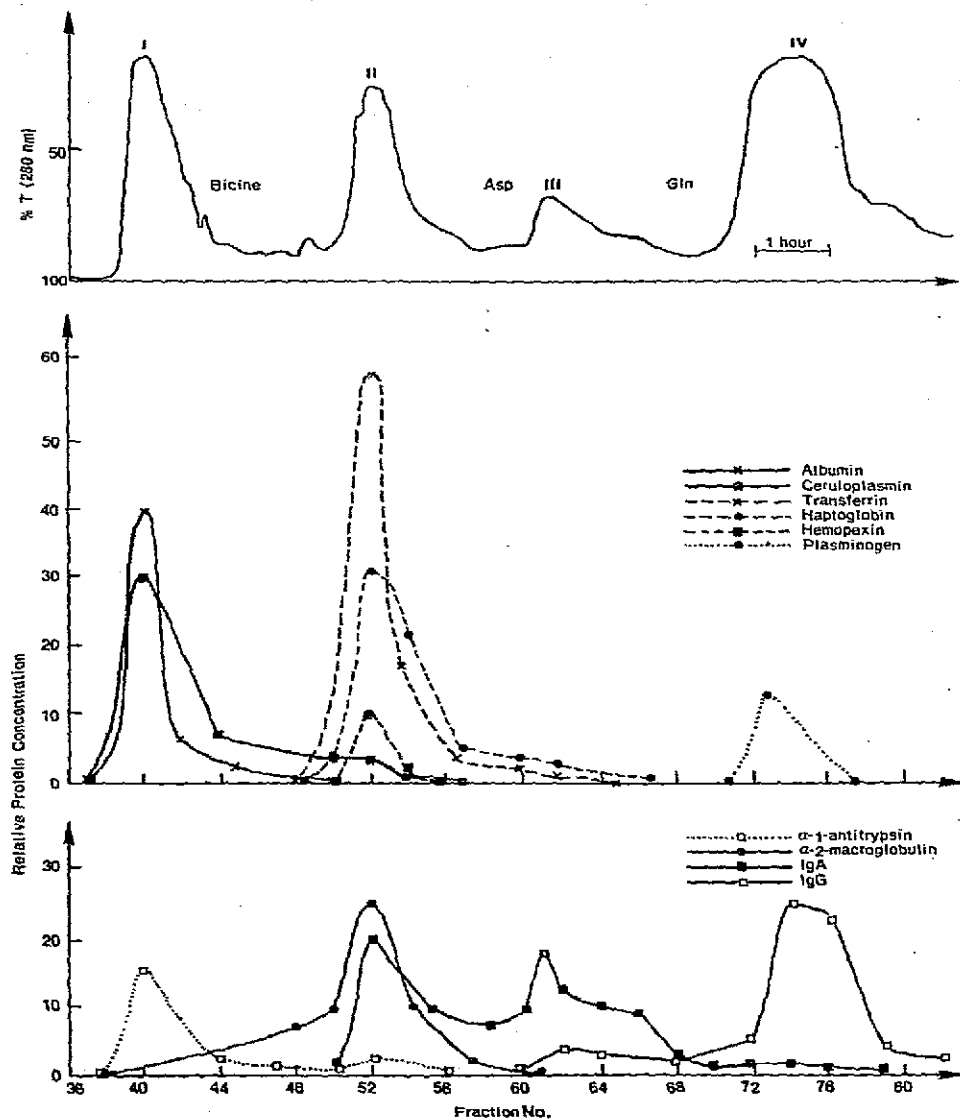 I
II
III
IV
Bicine
Asp
Gln
1 hour
% T (280 nm)
50
100
60
50
40
30
20
10
0
Albumin
Ceruloplasmin
Transferrin
Haptoglobin
Hemopexin
Plasminogen
Relative Protein Concentration
α-1-antitrypsin
α-2-macroglobulin
IgA
IgG
30
20
10
0
36 40 44 48 52 56 60 64 68 72 76 80
Fraction No.